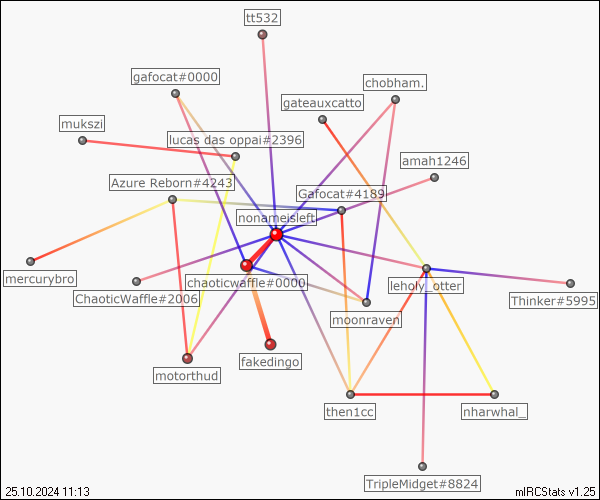 tt532
gafocat#0000
chobham.
gateauxcatto
mukszi
lucas das oppai#2396
amah1246
Azure Reborn#4243
Gafocat#4189
nonameisleft
mercurybro
chaoticwaffle#0000
leholy_otter
ChaoticWaffle#2006
Thinker#5995
moonraven
fakedingo
motorthud
then1cc
nharwhal_
TripleMidget#8824
25.10.2024 11:13
mIRCStats v1.25